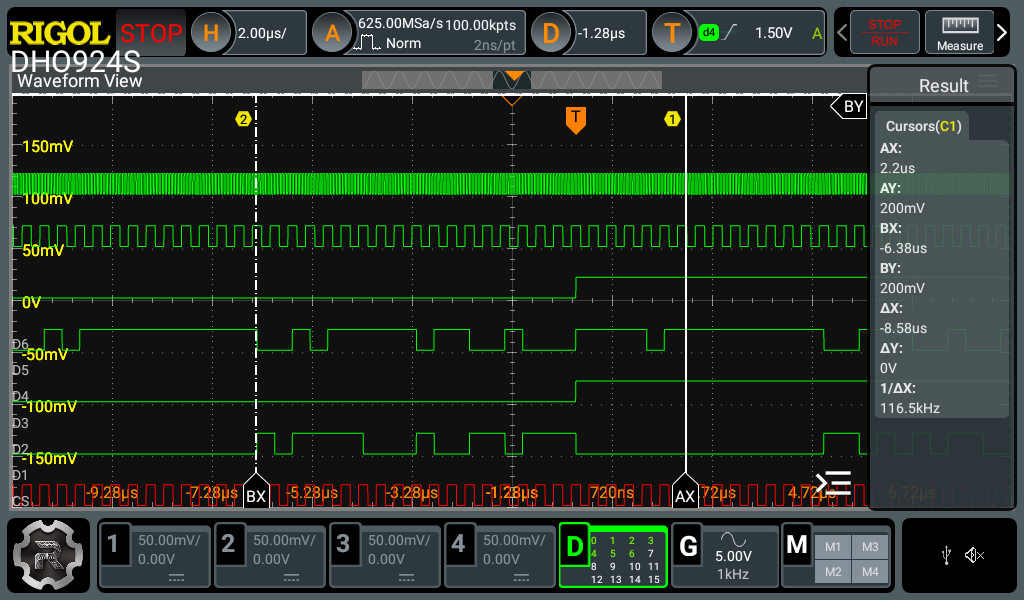 RIGOL STOP H 2.00µs/ A 625.00MSa/s 100.00kpts D -1.28µs T d4 1.50V A STOP
Norm 2ns/pt RUN Measure
DHO924S
Waveform View
Result
BY
2 T 1
Cursors(C1)
AX:
2.2us
AY:
200mV
BX:
-6.38us
BY:
200mV
ΔX:
-8.58us
ΔY:
0V
1/ΔX:
116.5kHz
150mV
100mV
50mV
0V
D6
-50mV
D5
D4
-100mV
D3
D2
-150mV
D1
CS
-9.28µs -7.28µs BX -5.28µs -3.28µs -1.28µs 720ns AX 72µs 4.72µs 6.72µs
1 50.00mV/ 0.00V
2 50.00mV/ 0.00V
3 50.00mV/ 0.00V
4 50.00mV/ 0.00V
D 0 1 2 3
4 5 6 7
8 9 10 11
12 13 14 15
G 5.00V
1kHz
M M1 M3
M2 M4